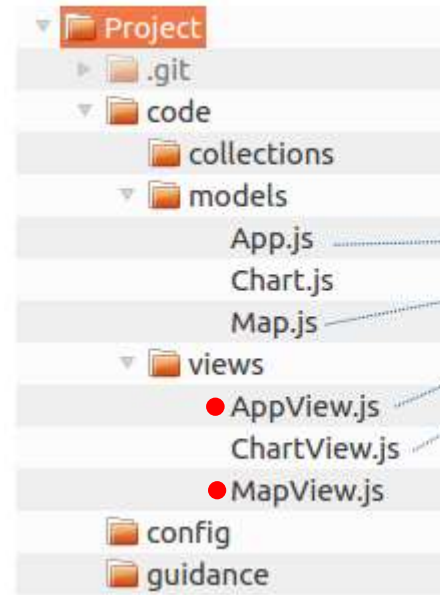 Project
.git
code
collections
models
App.js
Chart.js
Map.js
views
AppView.js
ChartView.js
MapView.js
config
guidance